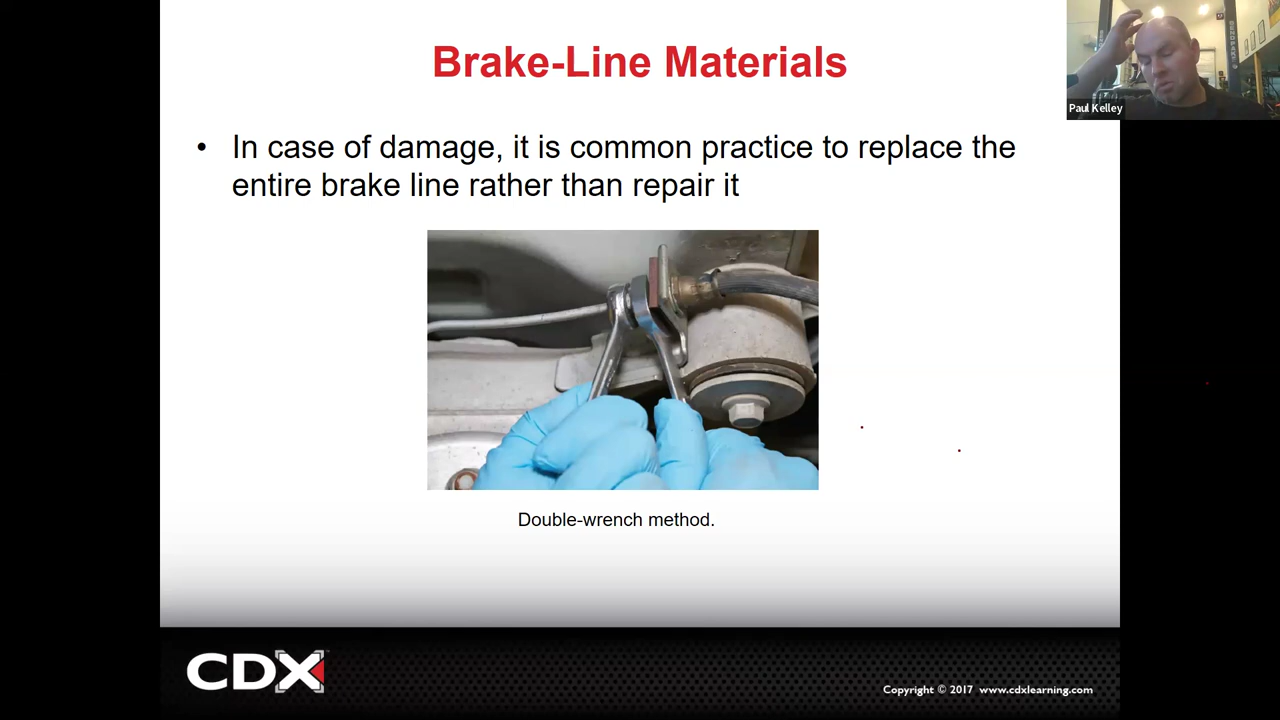 Brake-Line Materials
Paul Kelley
• In case of damage, it is common practice to replace the
entire brake line rather than repair it
Double-wrench method.
CDX
Copyright © 2017 www.cdxlearning.com